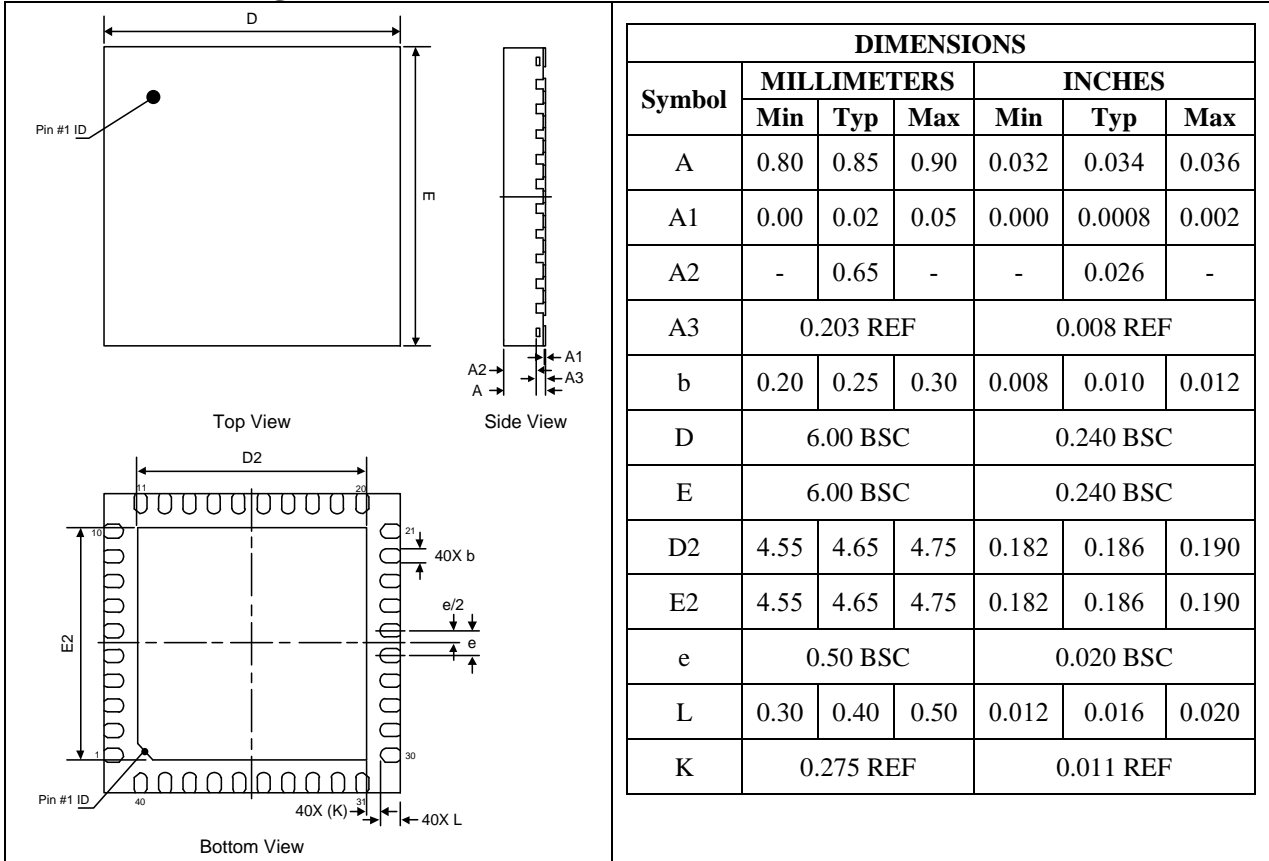 D
Pin #1 ID
E
A1
A2
A3
A
Top View
Side View
D2
11
20
10
21
40X b
e/2
e
E2
1
30
Pin #1 ID
40
31
40X (K)
40X L
Bottom View
DIMENSIONS
Symbol MILLIMETERS INCHES
Min Typ Max Min Typ Max
A 0.80 0.85 0.90 0.032 0.034 0.036
A1 0.00 0.02 0.05 0.000 0.0008 0.002
A2 - 0.65 - - 0.026 -
A3 0.203 REF 0.008 REF
b 0.20 0.25 0.30 0.008 0.010 0.012
D 6.00 BSC 0.240 BSC
E 6.00 BSC 0.240 BSC
D2 4.55 4.65 4.75 0.182 0.186 0.190
E2 4.55 4.65 4.75 0.182 0.186 0.190
e 0.50 BSC 0.020 BSC
L 0.30 0.40 0.50 0.012 0.016 0.020
K 0.275 REF 0.011 REF